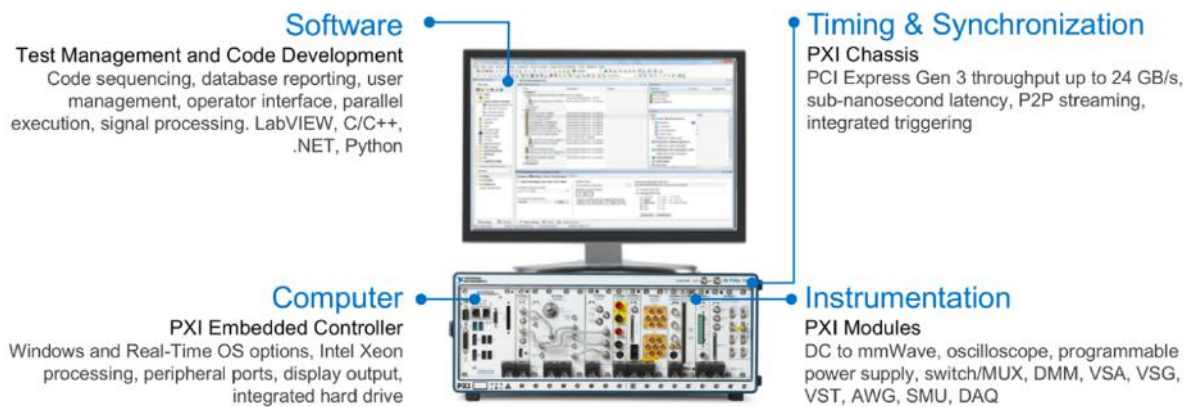 Software
Test Management and Code Development
Code sequencing, database reporting, user
management, operator interface, parallel
execution, signal processing. LabVIEW, C/C++,
.NET, Python
Timing & Synchronization
PXI Chassis
PCI Express Gen 3 throughput up to 24 GB/s,
sub-nanosecond latency, P2P streaming,
integrated triggering
Computer
PXI Embedded Controller
Windows and Real-Time OS options, Intel Xeon
processing, peripheral ports, display output,
integrated hard drive
Instrumentation
PXI Modules
DC to mmWave, oscilloscope, programmable
power supply, switch/MUX, DMM, VSA, VSG,
VST, AWG, SMU, DAQ
PXI